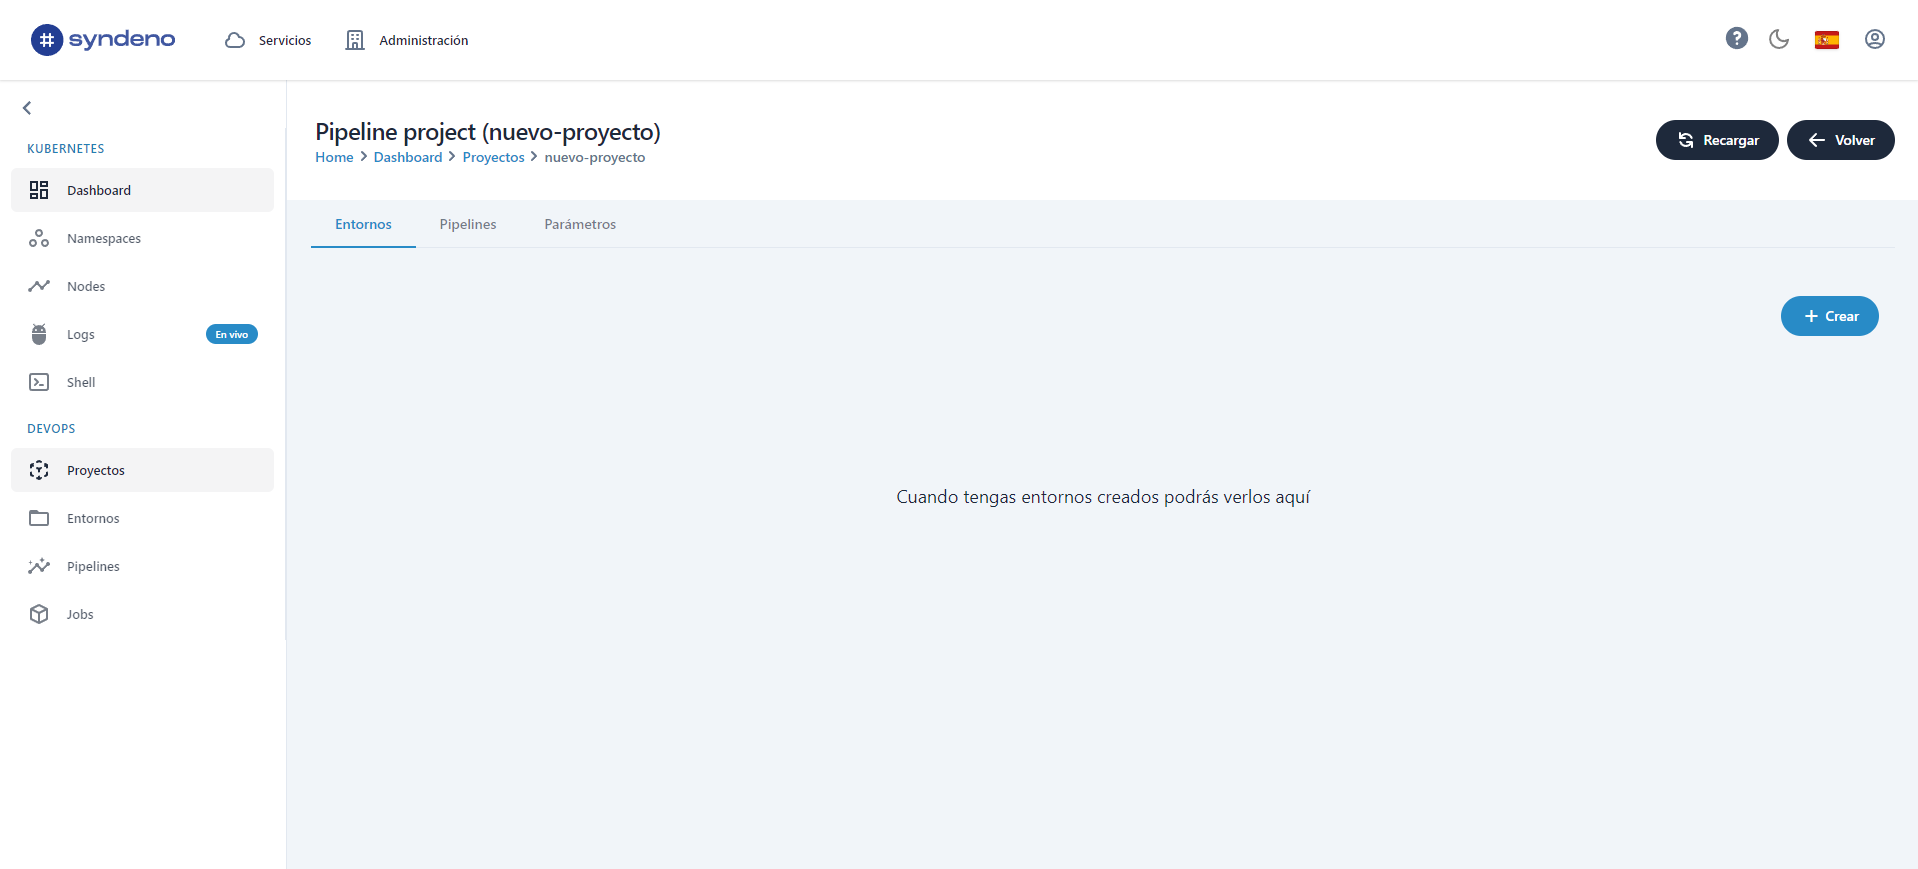 syndeno
Servicios
Administración
KUBERNETES
Dashboard
Namespaces
Nodes
Logs
En vivo
Shell
DEVOPS
Proyectos
Entornos
Pipelines
Jobs
Pipeline project (nuevo-proyecto)
Home > Dashboard > Proyectos > nuevo-proyecto
Recargar
Volver
Entornos
Pipelines
Parámetros
+ Crear
Cuando tengas entornos creados podrás verlos aquí